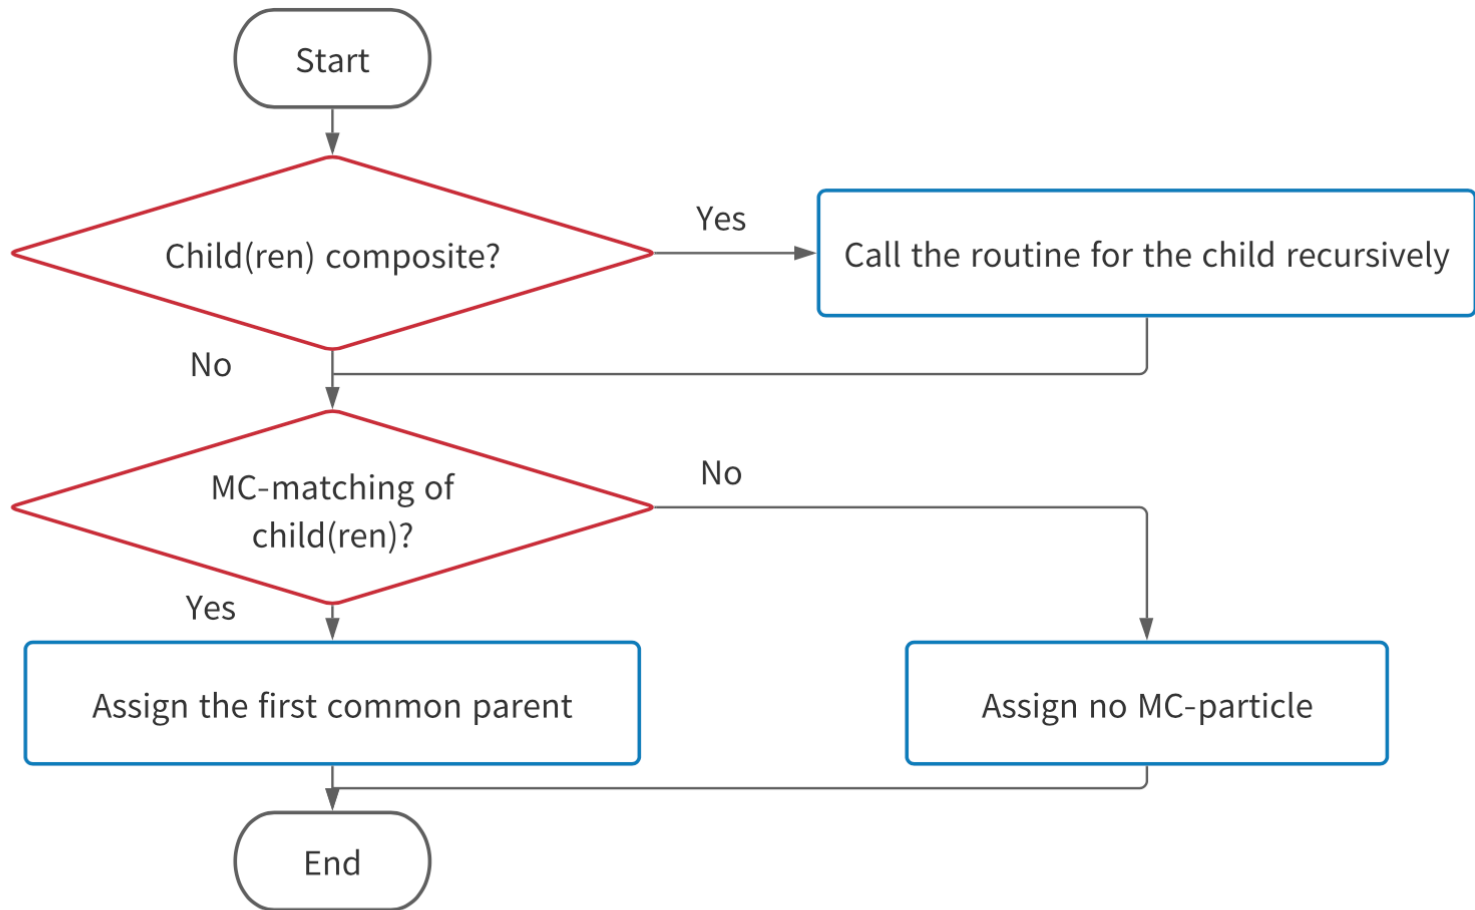 Start
Child(ren) composite?
Yes
Call the routine for the child recursively
No
MC-matching of
child(ren)?
No
Yes
Assign the first common parent
Assign no MC-particle
End